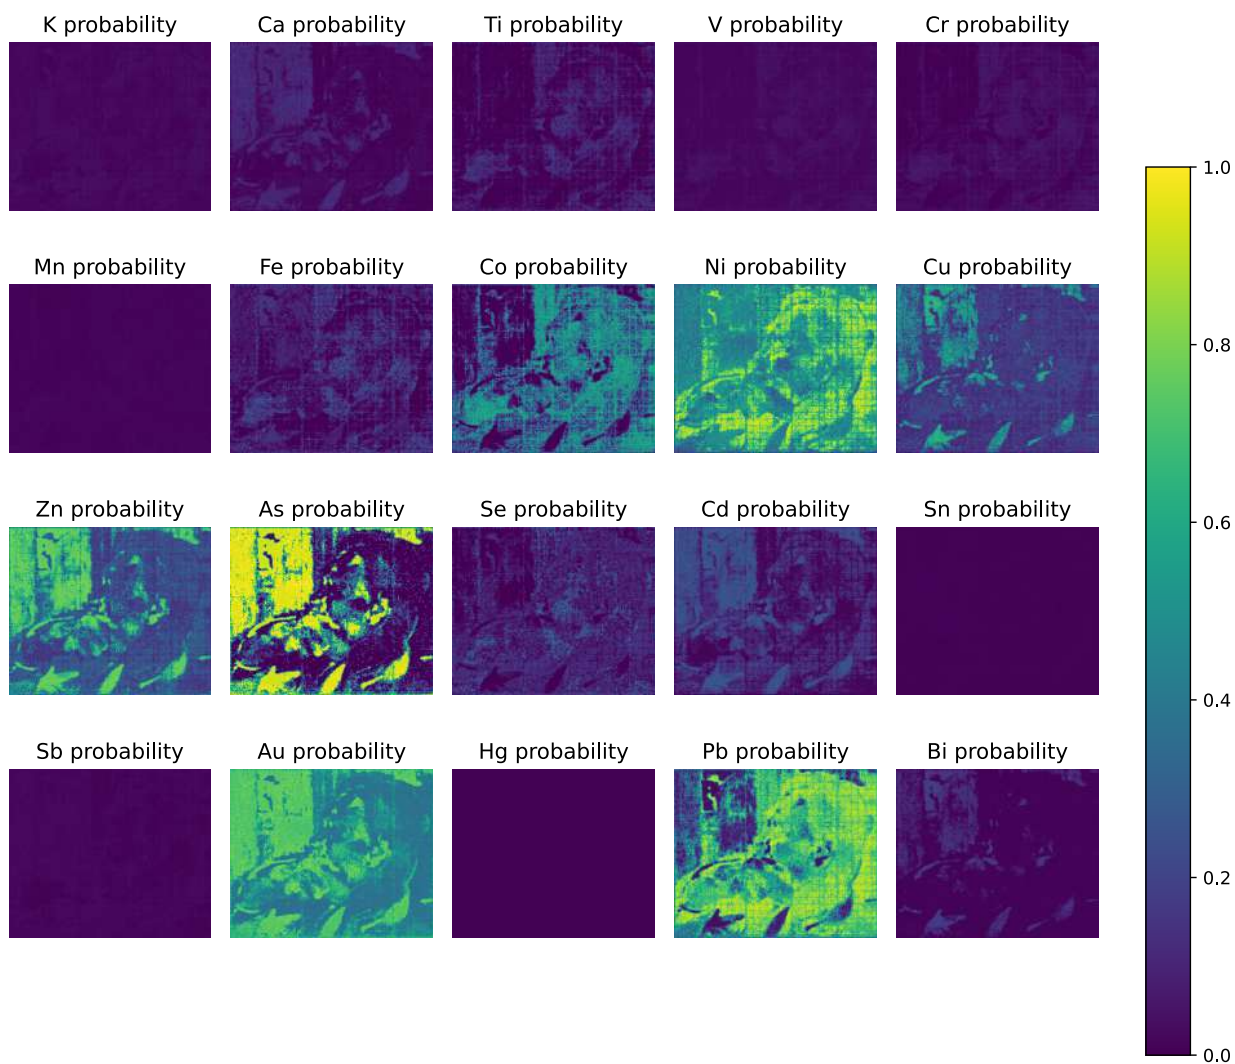 K probability Ca probability Ti probability V probability Cr probability
Mn probability Fe probability Co probability Ni probability Cu probability
Zn probability As probability Se probability Cd probability Sn probability
Sb probability Au probability Hg probability Pb probability Bi probability
1.0
0.8
0.6
0.4
0.2
0.0